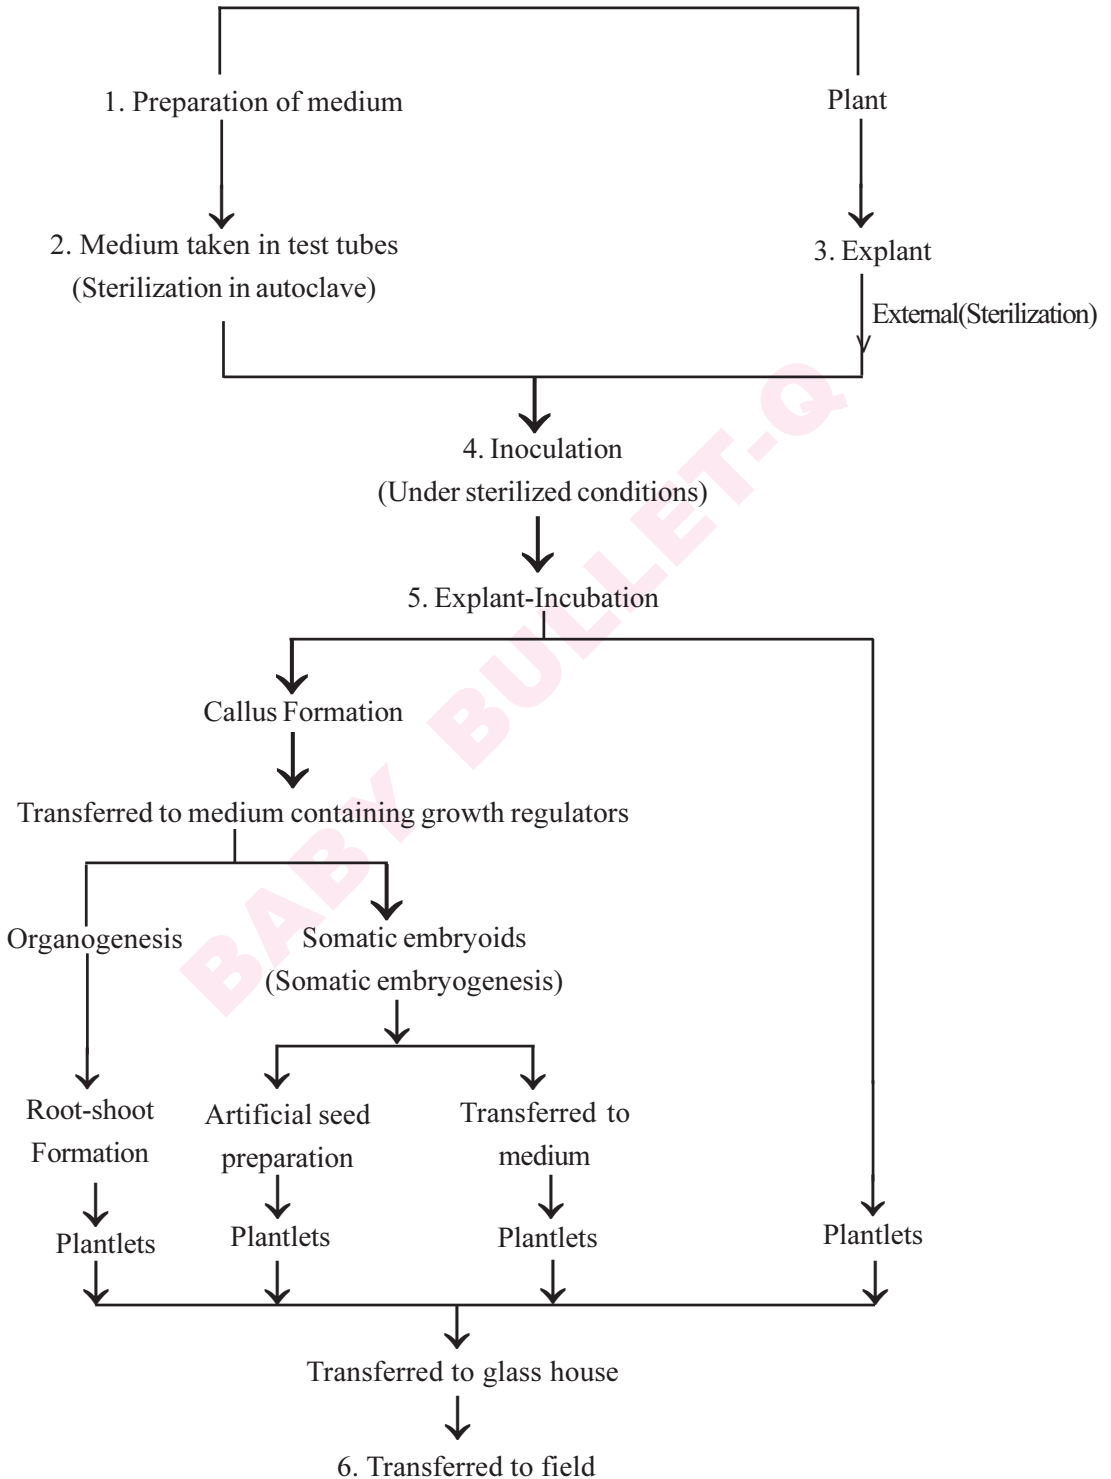 1. Preparation of medium
Plant
2. Medium taken in test tubes
(Sterilization in autoclave)
3. Explant
External(Sterilization)
4. Inoculation
(Under sterilized conditions)
5. Explant-Incubation
Callus Formation
Transferred to medium containing growth regulators
Organogenesis
Somatic embryoids
(Somatic embryogenesis)
Root-shoot
Formation
Artificial seed
preparation
Transferred to
medium
Plantlets
Plantlets
Plantlets
Plantlets
Transferred to glass house
6. Transferred to field
BABY BULLET-Q